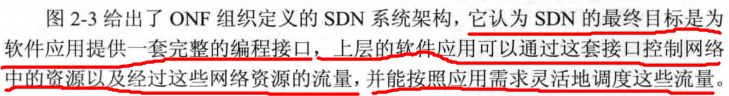 图 2-3 给出了 ONF 组织定义的 SDN 系统架构，它认为 SDN 的最终目标是为
软件应用提供一套完整的编程接口，上层的软件应用可以通过这套接口控制网络
中的资源以及经过这些网络资源的流量，并能按照应用需求灵活地调度这些流量。